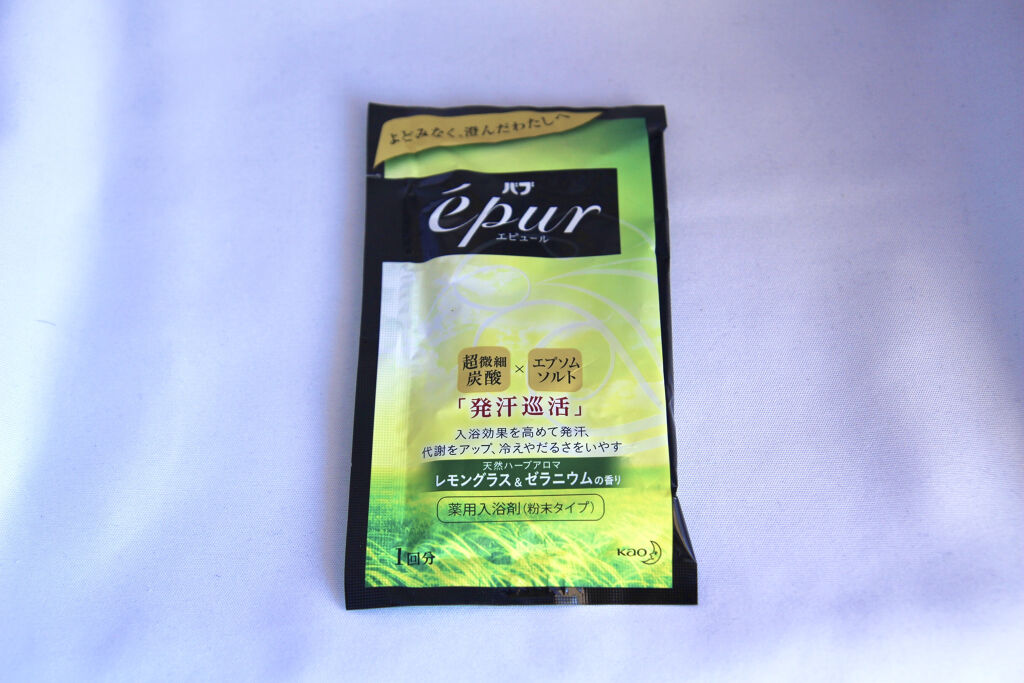 よどみなく、澄んだわたしへ
バブ
épur
エピュール
超微細
炭酸
×
エプソム
ソルト
「発汗巡活」
入浴効果を高めて発汗、
代謝をアップ、冷えやだるさをいやす
天然ハーブアロマ
レモングラス&ゼラニウムの香り
薬用入浴剤(粉末タイプ)
1回分
Kao